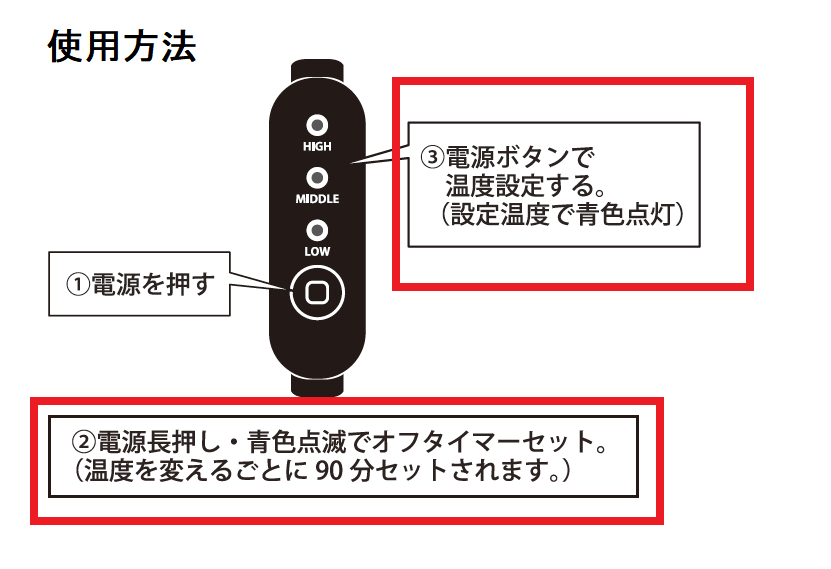 使用方法
HIGH
MIDDLE
LOW
③電源ボタンで
温度設定する。
（設定温度で青色点灯）
①電源を押す
②電源長押し・青色点滅でオフタイマーセット。
（温度を変えるごとに 90 分セットされます。）